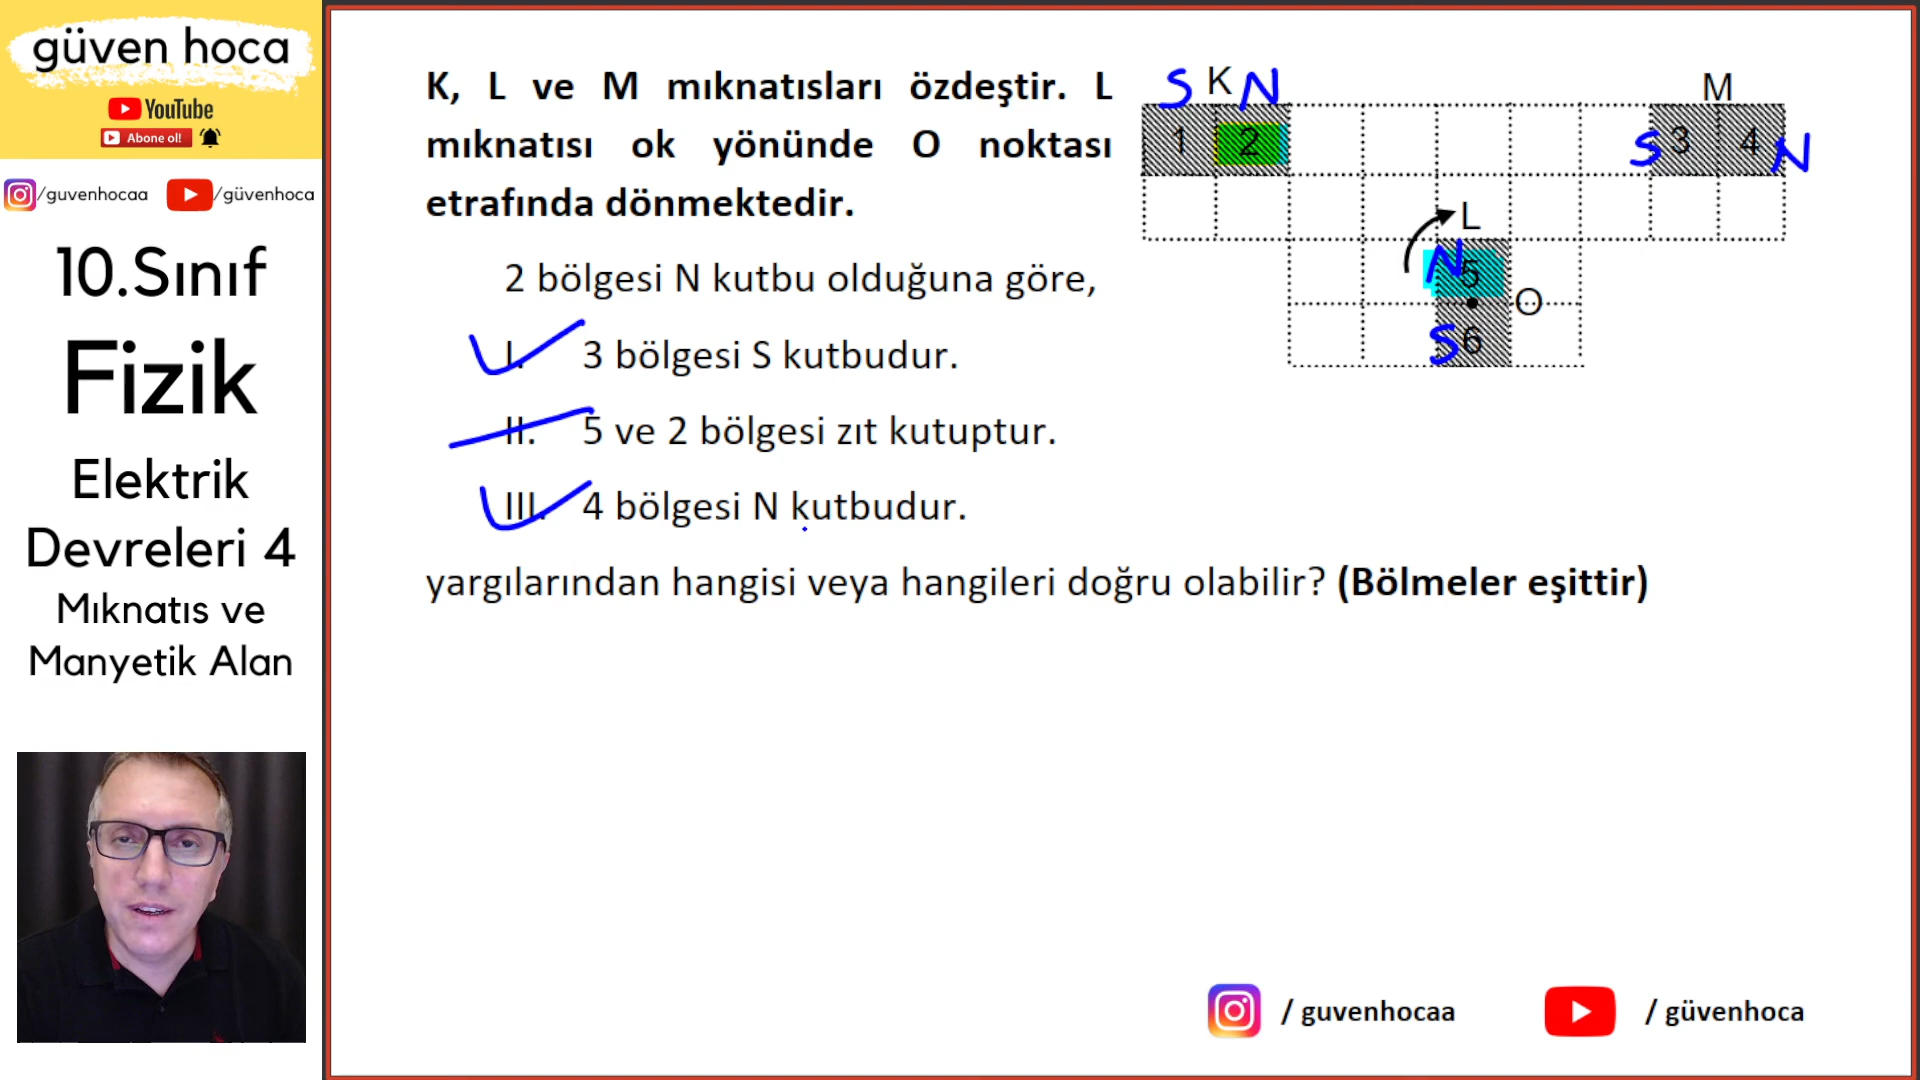 güven hoca
YouTube
Abone ol!
/guvenhocaa /güvenhoca
10.Sınıf
Fizik
Elektrik
Devreleri 4
Mıknatıs ve
Manyetik Alan
K, L ve M mıknatısları özdeştir. L
mıknatısı ok yönünde O noktası
etrafında dönmektedir.
2 bölgesi N kutbu olduğuna göre,
I. 3 bölgesi S kutbudur.
II. 5 ve 2 bölgesi zıt kutuptur.
III. 4 bölgesi N kutbudur.
yargılarından hangisi veya hangileri doğru olabilir? (Bölmeler eşittir)
S K N M
1 2 S 3 4 N
L
N 5
O
S 6
/ guvenhocaa / güvenhoca